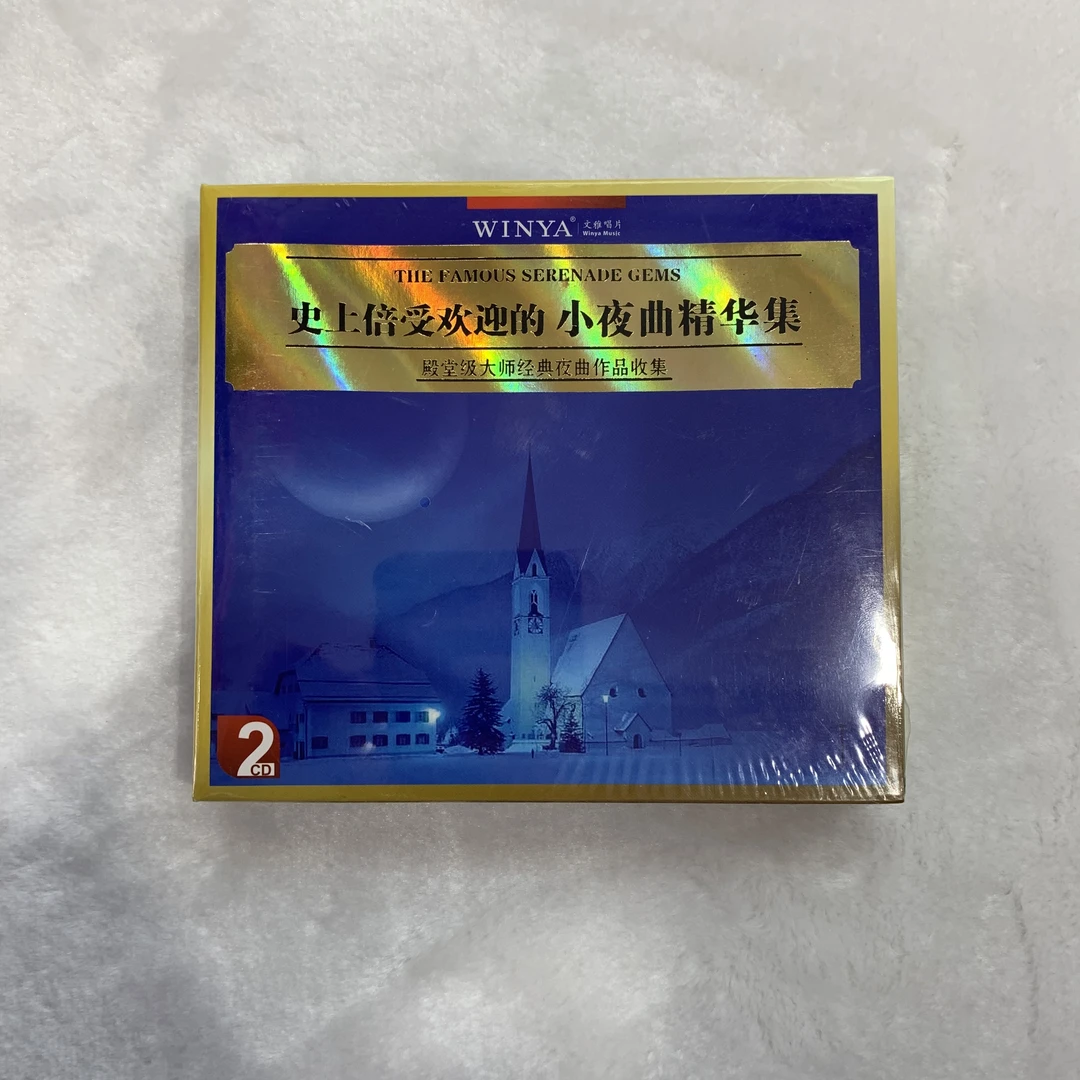 WINYA® 文雅唱片
Winya Music
THE FAMOUS SERENADE GEMS
史上倍受欢迎的 小夜曲精华集
殿堂级大师经典夜曲作品收集
2
CD